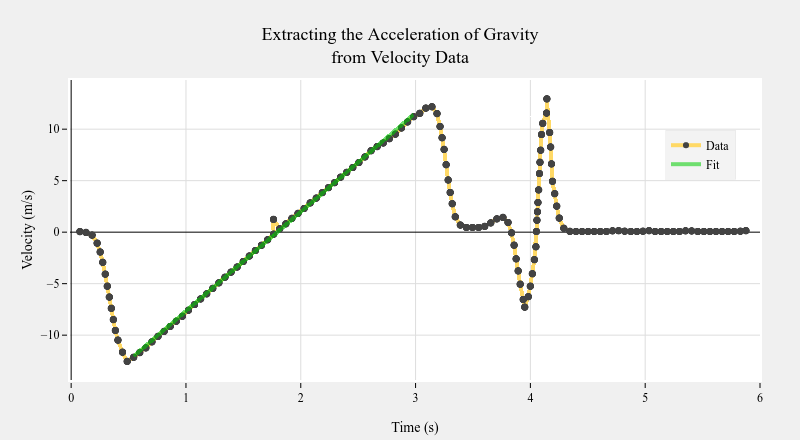 Extracting the Acceleration of Gravity
from Velocity Data
Velocity (m/s)
10
5
0
−5
−10
Data
Fit
0 1 2 3 4 5 6
Time (s)